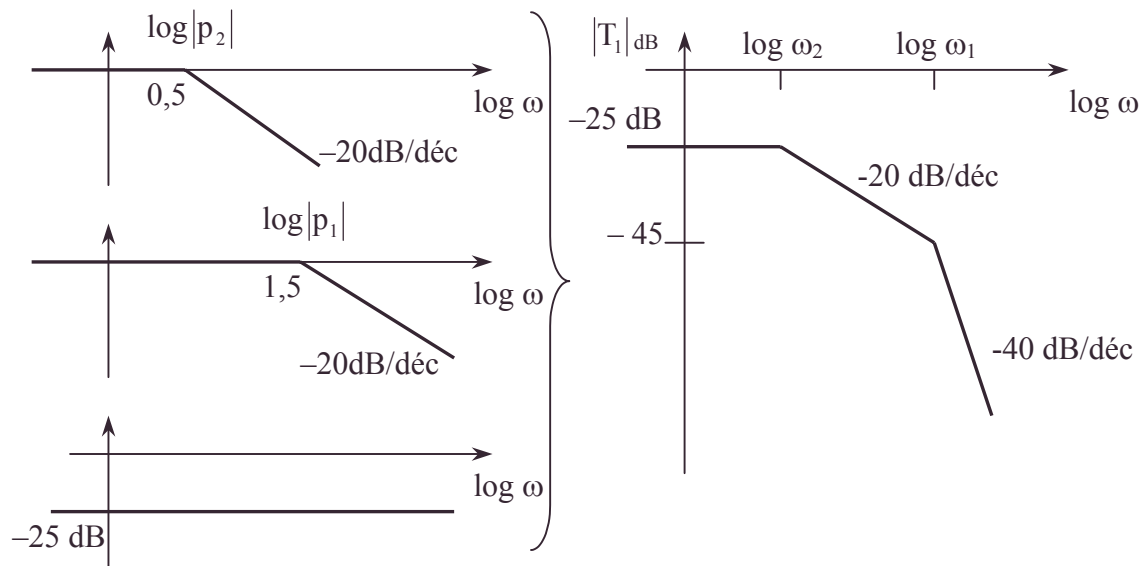 log|p₂|
0,5
log ω
–20dB/déc
log|p₁|
1,5
log ω
–20dB/déc
log ω
–25 dB
|T₁| dB
log ω₂
log ω₁
log ω
–25 dB
-20 dB/déc
– 45
-40 dB/déc